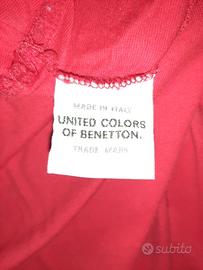 MADE IN ITALY
UNITED COLORS
OF BENETTON.
TRADE MARK
subito